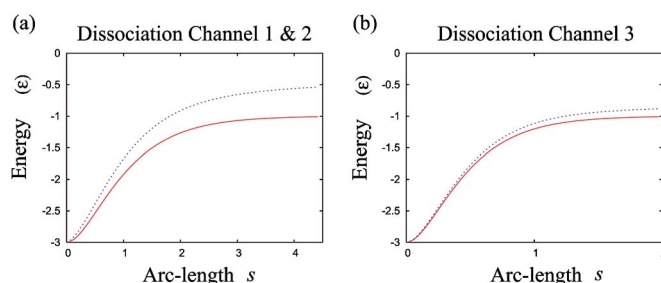 (a)
Dissociation Channel 1 & 2
0
-0.5
-1
-1.5
-2
-2.5
-3
Energy (ε)
0 1 2 3 4
Arc-length s
(b)
Dissociation Channel 3
0
-0.5
-1
-1.5
-2
-2.5
-3
Energy (ε)
0 1
Arc-length s